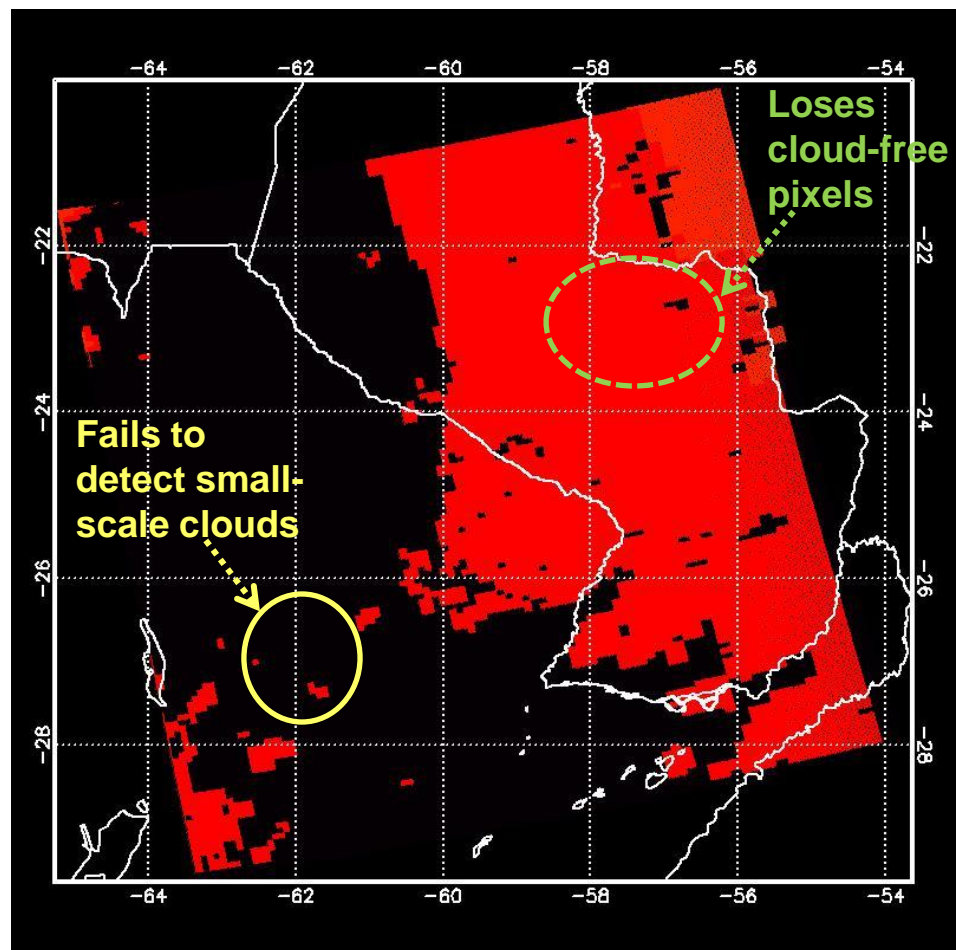 -64 -62 -60 -58 -56 -54
Loses
cloud-free
pixels
-22 -22
-24 -24
Fails to
detect small-
scale clouds
-26 -26
-28 -28
-64 -62 -60 -58 -56 -54